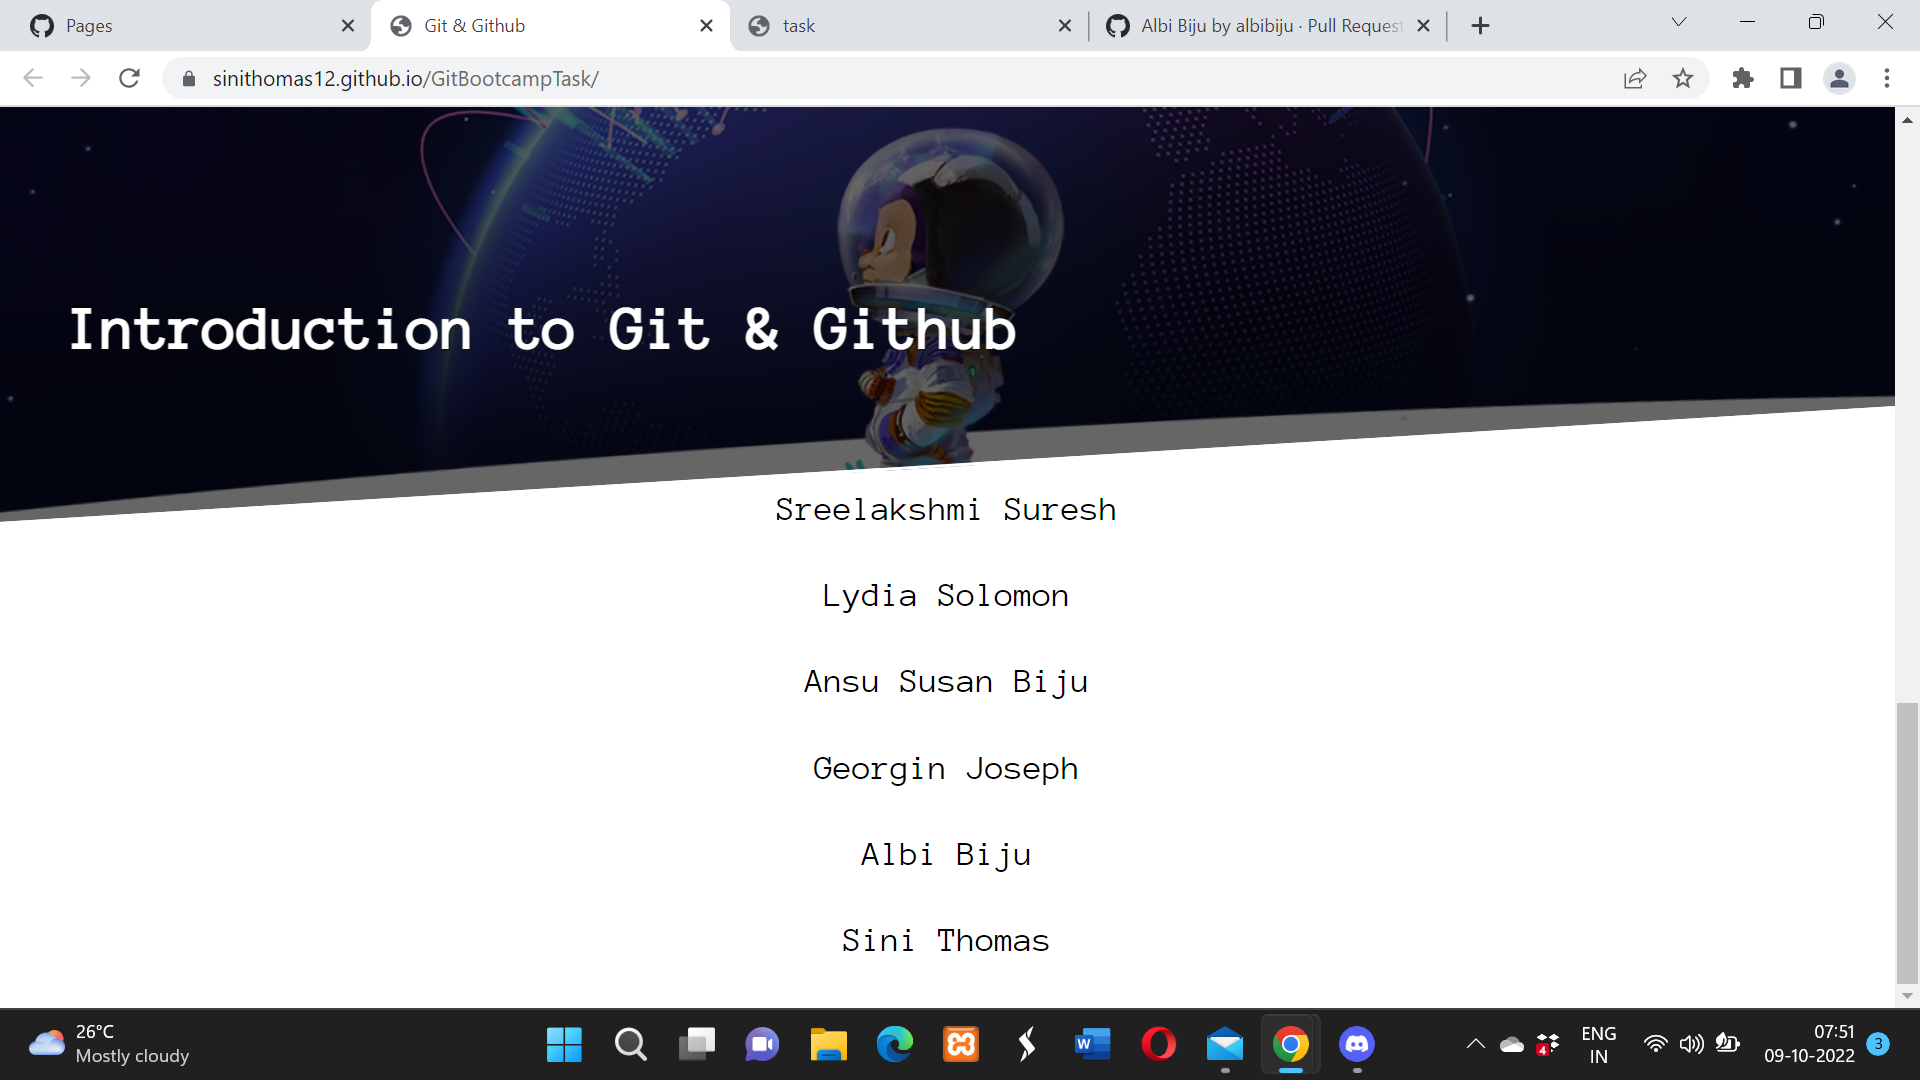 Pages
Git & Github
task
Albi Biju by albibiju · Pull Request
sinithomas12.github.io/GitBootcampTask/
Introduction to Git & Github
Sreelakshmi Suresh
Lydia Solomon
Ansu Susan Biju
Georgin Joseph
Albi Biju
Sini Thomas
26°C
Mostly cloudy
W
4
ENG
IN
07:51
09-10-2022
3